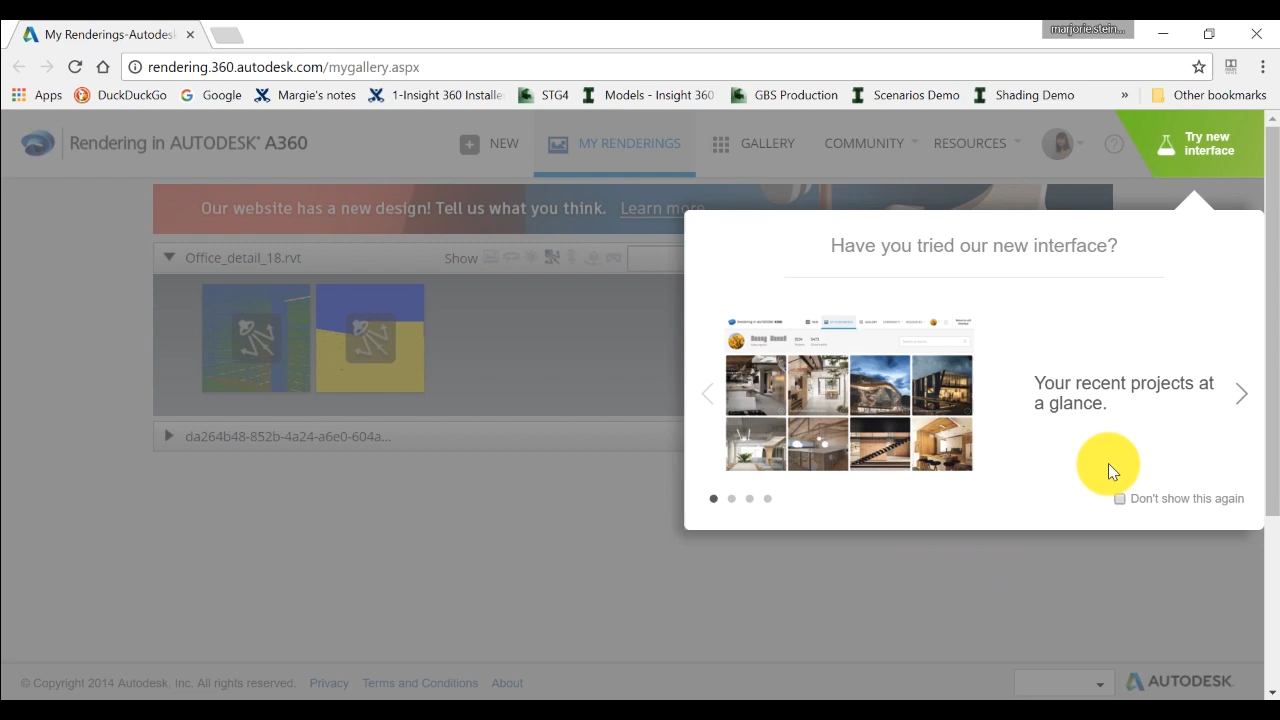 My Renderings-Autodes
marjorie.stein...
rendering.360.autodesk.com/mygallery.aspx
Apps DuckDuckGo Google Margie's notes 1-Insight 360 Installe STG4 Models - Insight 360 GBS Production Scenarios Demo Shading Demo » Other bookmarks
Rendering in AUTODESK® A360 NEW MY RENDERINGS GALLERY COMMUNITY RESOURCES ? Try new interface
Our website has a new design! Tell us what you think. Learn more
Office_detail_18.rvt Show
Have you tried our new interface?
Your recent projects at
a glance.
da264b48-852b-4a24-a6e0-604a...
Don't show this again
© Copyright 2014 Autodesk, Inc. All rights reserved. Privacy Terms and Conditions About AUTODESK.